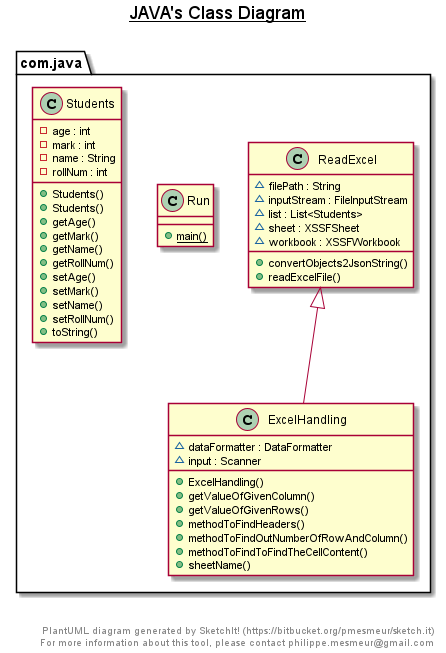 JAVA's Class Diagram
com.java
C Students
age : int
mark : int
name : String
rollNum : int
Students()
Students()
getAge()
getMark()
getName()
getRollNum()
setAge()
setMark()
setName()
setRollNum()
toString()
C Run
main()
C ReadExcel
filePath : String
inputStream : FileInputStream
list : List<Students>
sheet : XSSFSheet
workbook : XSSFWorkbook
convertObjects2JsonString()
readExcelFile()
C ExcelHandling
dataFormatter : DataFormatter
input : Scanner
ExcelHandling()
getValueOfGivenColumn()
getValueOfGivenRows()
methodToFindHeaders()
methodToFindOutNumberOfRowAndColumn()
methodToFindToFindTheCellContent()
sheetName()
PlantUML diagram generated by SketchIt! (https://bitbucket.org/pmesmeur/sketch.it)
For more information about this tool, please contact philippe.mesmeur@gmail.com